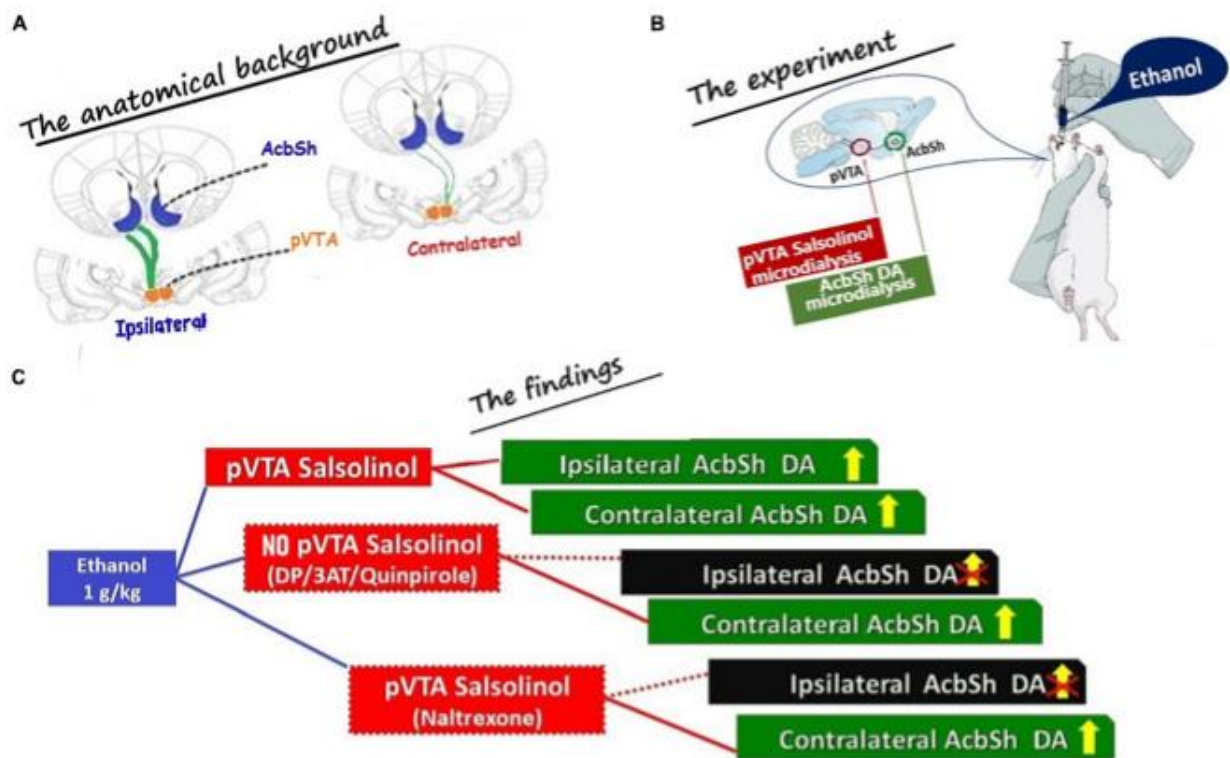 A
The anatomical background
AcbSh
pVTA
Ipsilateral
Contralateral
B
The experiment
Ethanol
AcbSh
pVTA
pVTA Salsolinol
microdialysis
AcbSh DA
microdialysis
C
The findings
Ethanol
1 g/kg
pVTA Salsolinol
Ipsilateral AcbSh DA
Contralateral AcbSh DA
NO pVTA Salsolinol
(DP/3AT/Quinpirole)
Ipsilateral AcbSh DA
Contralateral AcbSh DA
pVTA Salsolinol
(Naltrexone)
Ipsilateral AcbSh DA
Contralateral AcbSh DA